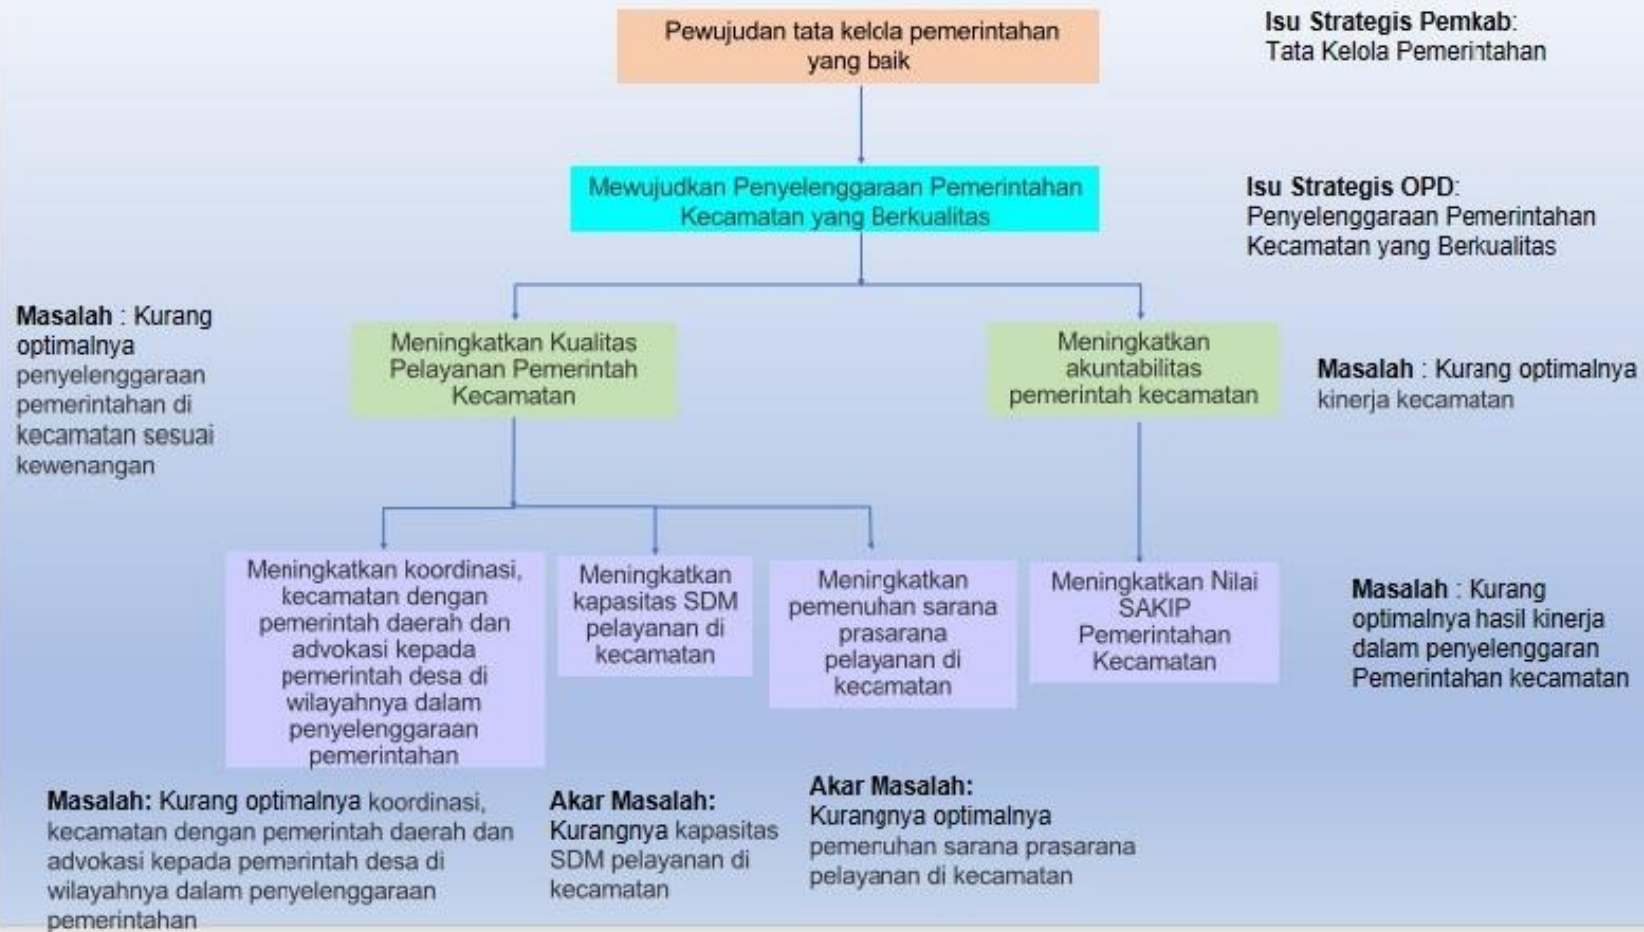 Pewujudan tata kelola pemerintahan
yang baik
Isu Strategis Pemkab:
Tata Kelola Pemerintahan
Mewujudkan Penyelenggaraan Pemerintahan
Kecamatan yang Berkualitas
Isu Strategis OPD:
Penyelenggaraan Pemerintahan
Kecamatan yang Berkualitas
Masalah : Kurang
optimalnya
penyelenggaraan
pemerintahan di
kecamatan sesuai
kewenangan
Meningkatkan Kualitas
Pelayanan Pemerintah
Kecamatan
Meningkatkan
akuntabilitas
pemerintah kecamatan
Masalah : Kurang optimalnya
kinerja kecamatan
Meningkatkan koordinasi,
kecamatan dengan
pemerintah daerah dan
advokasi kepada
pemerintah desa di
wilayahnya dalam
penyelenggaraan
pemerintahan
Meningkatkan
kapasitas SDM
pelayanan di
kecamatan
Meningkatkan
pemenuhan sarana
prasarana
pelayanan di
kecamatan
Meningkatkan Nilai
SAKIP
Pemerintahan
Kecamatan
Masalah : Kurang
optimalnya hasil kinerja
dalam penyelenggaran
Pemerintahan kecamatan
Masalah: Kurang optimalnya koordinasi,
kecamatan dengan pemerintah daerah dan
advokasi kepada pemerintah desa di
wilayahnya dalam penyelenggaraan
pemerintahan
Akar Masalah:
Kurangnya kapasitas
SDM pelayanan di
kecamatan
Akar Masalah:
Kurangnya optimalnya
pemenuhan sarana prasarana
pelayanan di kecamatan